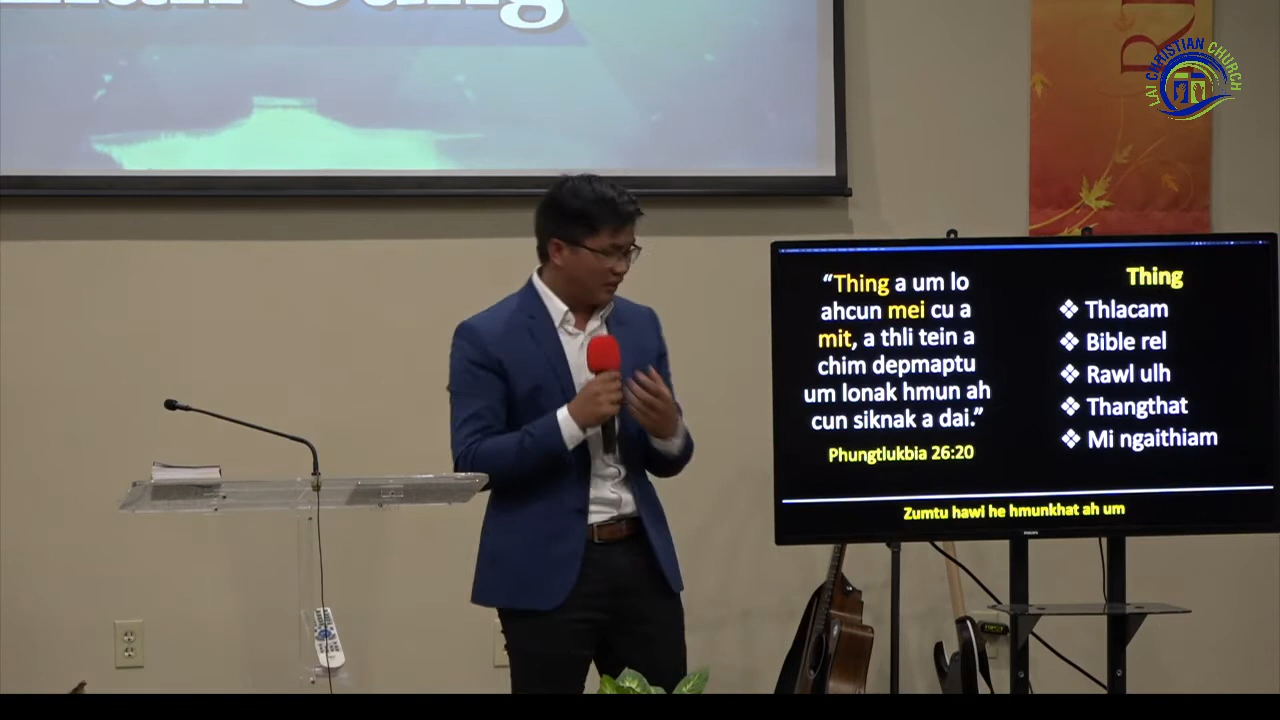 LAI CHRISTIAN CHURCH
“Thing a um lo
ahcun mei cu a
mit, a thli tein a
chim depmaptu
um lonak hmun ah
cun siknak a dai.”
Phungtlukbia 26:20
Thing
❖ Thlacam
❖ Bible rel
❖ Rawl ulh
❖ Thangthat
❖ Mi ngaithiam
Zumtu hawi he hmunkhat ah um
PHILIPS